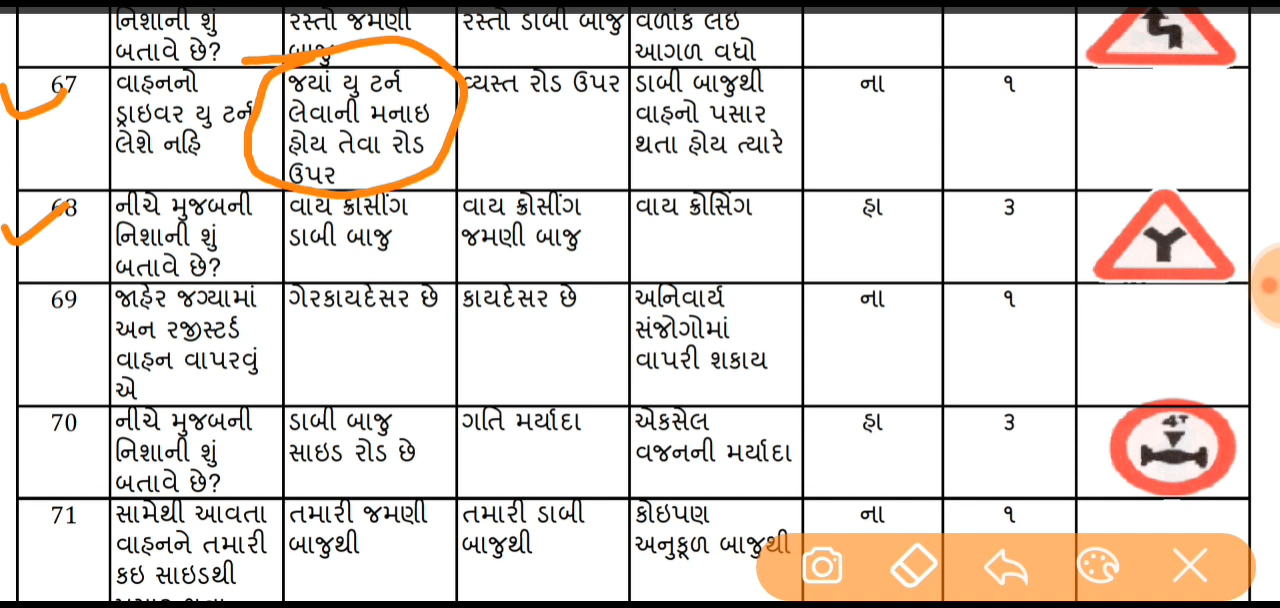 નિશાની શું
બતાવે છે?
રસ્તો જમણી
બાજુ
રસ્તો ડાબી બાજુ
વળાંક લઇ
આગળ વધો
67
વાહનનો
ડ્રાઇવર યુ ટર્ન
લેશે નહિ
જયાં યુ ટર્ન
લેવાની મનાઇ
હોય તેવા રોડ
ઉપર
વ્યસ્ત રોડ ઉપર
ડાબી બાજુથી
વાહનો પસાર
થતા હોય ત્યારે
ના
૧
68
નીચે મુજબની
નિશાની શું
બતાવે છે?
વાય ક્રોસીંગ
ડાબી બાજુ
વાય ક્રોસીંગ
જમણી બાજુ
વાય ક્રોસિંગ
હા
૩
69
જાહેર જગ્યામાં
અન રજીસ્ટર્ડ
વાહન વાપરવું
એ
ગેરકાયદેસર છે
કાયદેસર છે
અનિવાર્ય
સંજોગોમાં
વાપરી શકાય
ના
૧
70
નીચે મુજબની
નિશાની શું
બતાવે છે?
ડાબી બાજુ
સાઇડ રોડ છે
ગતિ મર્યાદા
એકસેલ
વજનની મર્યાદા
હા
૩
4T
71
સામેથી આવતા
વાહનને તમારી
કઇ સાઇડથી
તમારી જમણી
બાજુથી
તમારી ડાબી
બાજુથી
કોઇપણ
અનુકૂળ બાજુથી
ના
૧